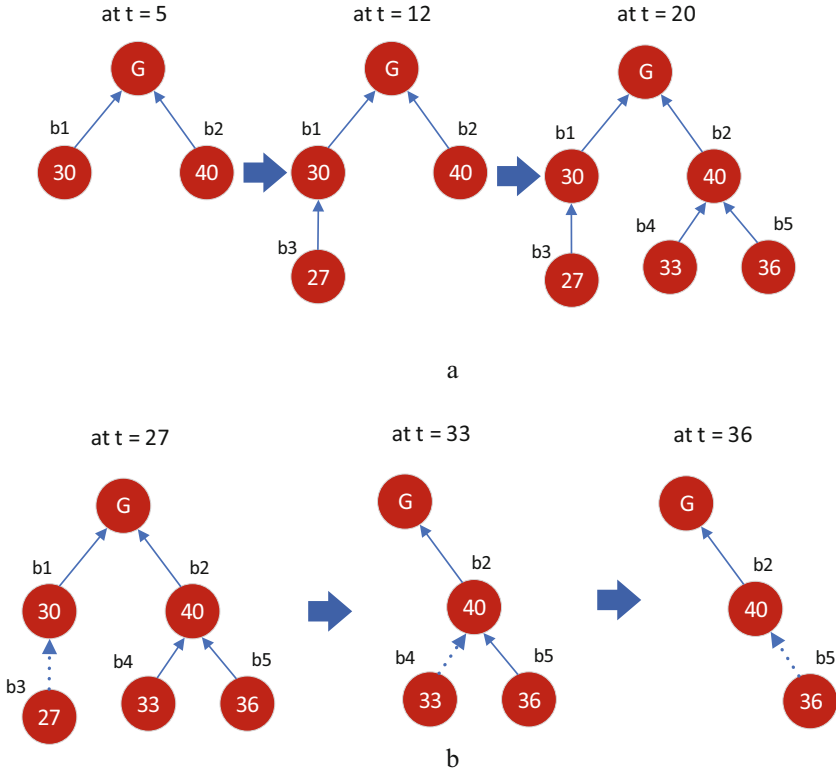 at t = 5
at t = 12
at t = 20
G
G
G
b1
b2
b1
b2
b1
b2
30
40
30
40
30
40
b3
b4
b5
b3
27
27
33
36
a
at t = 27
at t = 33
at t = 36
G
G
G
b1
b2
b2
b2
30
40
40
40
b4
b5
b4
b5
b5
b3
27
33
36
33
36
36
b